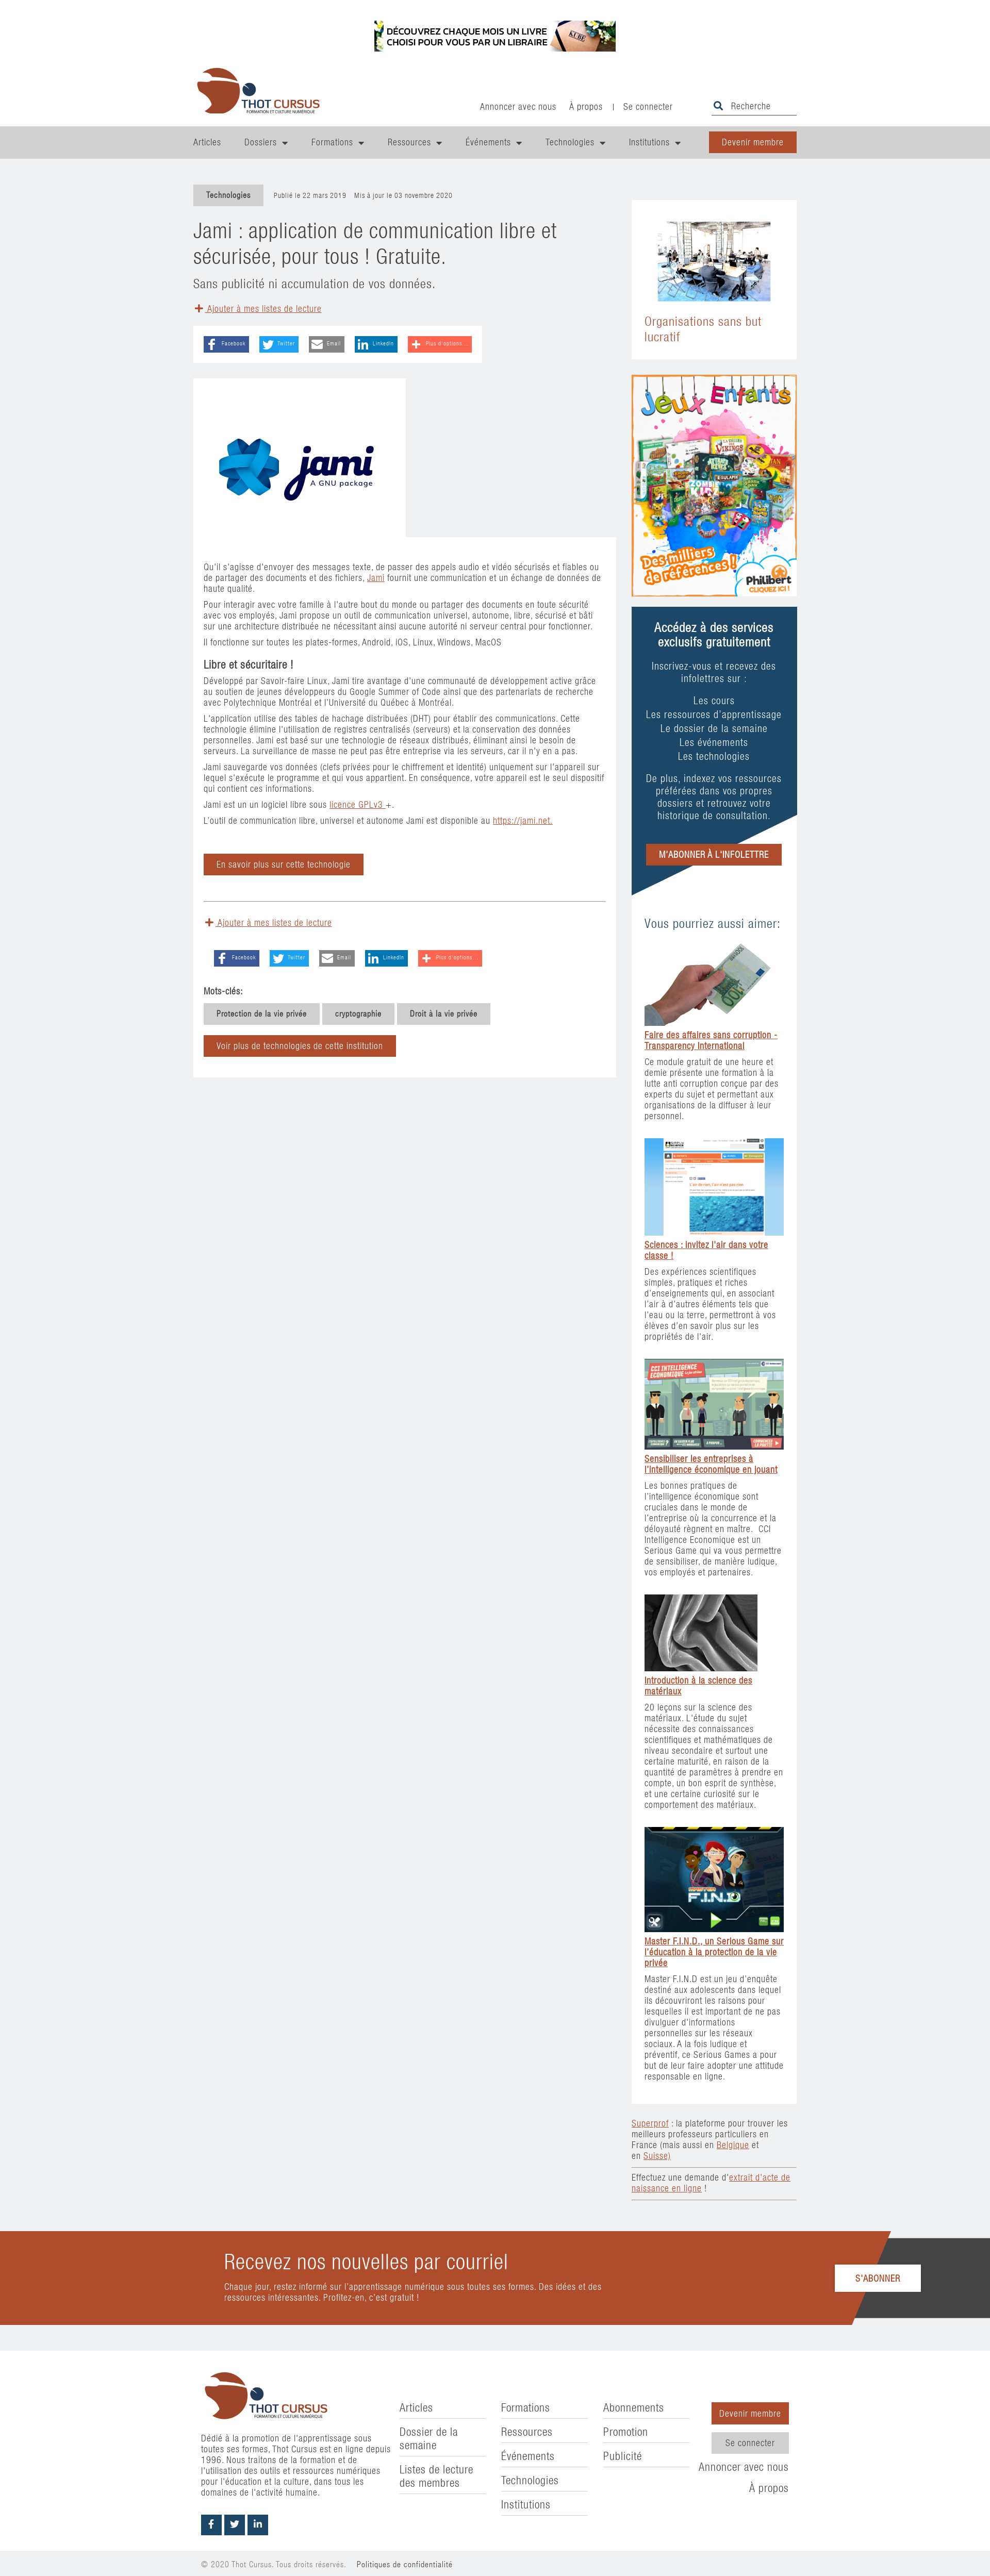 DÉCOUVREZ CHAQUE MOIS UN LIVRE
CHOISI POUR VOUS PAR UN LIBRAIRE
KUBE
THOT CURSUS
FORMATION ET CULTURE NUMÉRIQUE
Annoncer avec nous
À propos
|
Se connecter
Recherche
Articles
Dossiers
Formations
Ressources
Événements
Technologies
Institutions
Devenir membre
Technologies
Publié le 22 mars 2019
Mis à jour le 03 novembre 2020
Jami : application de communication libre et
sécurisée, pour tous ! Gratuite.
Sans publicité ni accumulation de vos données.
Ajouter à mes listes de lecture
Facebook
Twitter
Email
LinkedIn
Plus d'options...
jami
A GNU package
Qu'il s'agisse d'envoyer des messages texte, de passer des appels audio et vidéo sécurisés et fiables ou
de partager des documents et des fichiers, Jami fournit une communication et un échange de données de
haute qualité.
Pour interagir avec votre famille à l'autre bout du monde ou partager des documents en toute sécurité
avec vos employés, Jami propose un outil de communication universel, autonome, libre, sécurisé et bâti
sur une architecture distribuée ne nécessitant ainsi aucune autorité ni serveur central pour fonctionner.
Il fonctionne sur toutes les plates-formes, Android, iOS, Linux, Windows, MacOS
Libre et sécuritaire !
Développé par Savoir-faire Linux, Jami tire avantage d'une communauté de développement active grâce
au soutien de jeunes développeurs du Google Summer of Code ainsi que des partenariats de recherche
avec Polytechnique Montréal et l'Université du Québec à Montréal.
L'application utilise des tables de hachage distribuées (DHT) pour établir des communications. Cette
technologie élimine l'utilisation de registres centralisés (serveurs) et la conservation des données
personnelles. Jami est basé sur une technologie de réseaux distribués, éliminant ainsi le besoin de
serveurs. La surveillance de masse ne peut pas être entreprise via les serveurs, car il n'y en a pas.
Jami sauvegarde vos données (clefs privées pour le chiffrement et identité) uniquement sur l'appareil sur
lequel s'exécute le programme et qui vous appartient. En conséquence, votre appareil est le seul dispositif
qui contient ces informations.
Jami est un un logiciel libre sous licence GPLv3 +.
L'outil de communication libre, universel et autonome Jami est disponible au https://jami.net.
En savoir plus sur cette technologie
Ajouter à mes listes de lecture
Facebook
Twitter
Email
LinkedIn
Plus d'options...
Mots-clés:
Protection de la vie privée
cryptographie
Droit à la vie privée
Voir plus de technologies de cette institution
Organisations sans but
lucratif
Jeux Enfants
Des milliers
de références !
Philibert
CLIQUEZ ICI !
Accédez à des services
exclusifs gratuitement
Inscrivez-vous et recevez des
infolettres sur :
Les cours
Les ressources d'apprentissage
Le dossier de la semaine
Les événements
Les technologies
De plus, indexez vos ressources
préférées dans vos propres
dossiers et retrouvez votre
historique de consultation.
M'ABONNER À L'INFOLETTRE
Vous pourriez aussi aimer:
Faire des affaires sans corruption -
Transparency International
Ce module gratuit de une heure et
demie présente une formation à la
lutte anti corruption conçue par des
experts du sujet et permettant aux
organisations de la diffuser à leur
personnel.
Sciences : invitez l'air dans votre
classe !
Des expériences scientifiques
simples, pratiques et riches
d'enseignements qui, en associant
l'air à d'autres éléments tels que
l'eau ou la terre, permettront à vos
élèves d'en savoir plus sur les
propriétés de l'air.
CCI INTELLIGENCE
ÉCONOMIQUE
Sensibiliser les entreprises à
l'intelligence économique en jouant
Les bonnes pratiques de
l'intelligence économique sont
cruciales dans le monde de
l'entreprise où la concurrence et la
déloyauté règnent en maître. CCI
Intelligence Economique est un
Serious Game qui va vous permettre
de sensibiliser, de manière ludique,
vos employés et partenaires.
Introduction à la science des
matériaux
20 leçons sur la science des
matériaux. L'étude du sujet
nécessite des connaissances
scientifiques et mathématiques de
niveau secondaire et surtout une
certaine maturité, en raison de la
quantité de paramètres à prendre en
compte, un bon esprit de synthèse,
et une certaine curiosité sur le
comportement des matériaux.
MASTER
F.I.N.D
Master F.I.N.D., un Serious Game sur
l'éducation à la protection de la vie
privée
Master F.I.N.D est un jeu d'enquête
destiné aux adolescents dans lequel
ils découvriront les raisons pour
lesquelles il est important de ne pas
divulguer d'informations
personnelles sur les réseaux
sociaux. A la fois ludique et
préventif, ce Serious Games a pour
but de leur faire adopter une attitude
responsable en ligne.
Superprof : la plateforme pour trouver les
meilleurs professeurs particuliers en
France (mais aussi en Belgique et
en Suisse)
Effectuez une demande d'extrait d'acte de
naissance en ligne !
Recevez nos nouvelles par courriel
Chaque jour, restez informé sur l'apprentissage numérique sous toutes ses formes. Des idées et des
ressources intéressantes. Profitez-en, c'est gratuit !
S'ABONNER
THOT CURSUS
FORMATION ET CULTURE NUMÉRIQUE
Dédié à la promotion de l'apprentissage sous
toutes ses formes, Thot Cursus est en ligne depuis
1996. Nous traitons de la formation et de
l'utilisation des outils et ressources numériques
pour l'éducation et la culture, dans tous les
domaines de l'activité humaine.
Articles
Dossier de la
semaine
Listes de lecture
des membres
Formations
Ressources
Événements
Technologies
Institutions
Abonnements
Promotion
Publicité
Devenir membre
Se connecter
Annoncer avec nous
À propos
© 2020 Thot Cursus. Tous droits réservés.
Politiques de confidentialité